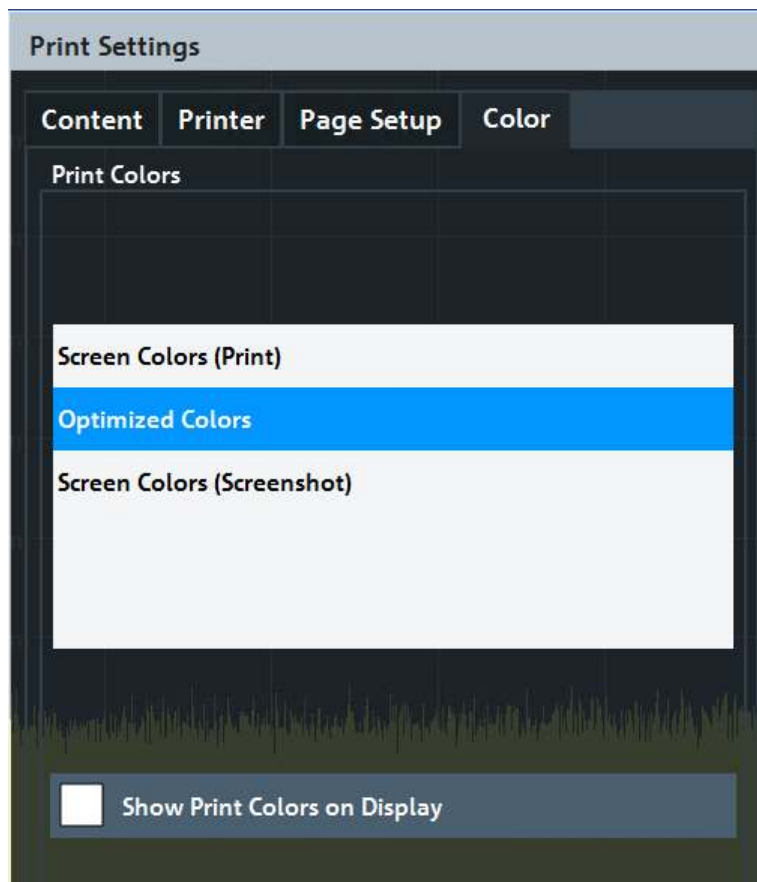 Print Settings
Content Printer Page Setup Color
Print Colors
Screen Colors (Print)
Optimized Colors
Screen Colors (Screenshot)
Show Print Colors on Display